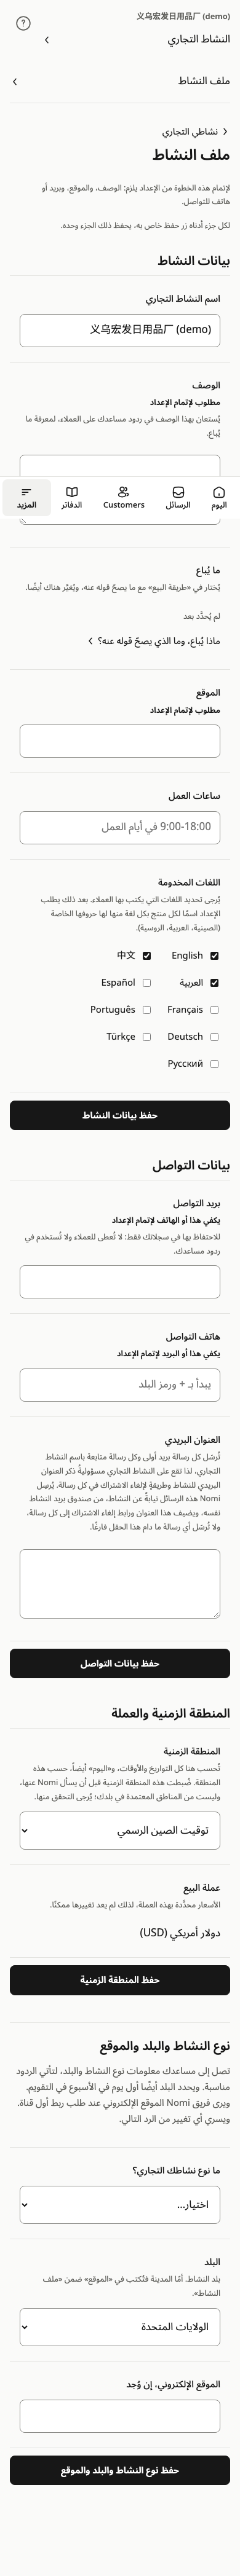 义乌宏发日用品厂 (demo)
النشاط التجاري
ملف النشاط
نشاطي التجاري
ملف النشاط
لإتمام هذه الخطوة من الإعداد يلزم: الوصف، والموقع، وبريد أو
هاتف للتواصل.
لكل جزء أدناه زر حفظ خاص به، يحفظ ذلك الجزء وحده.
بيانات النشاط
اسم النشاط التجاري
义乌宏发日用品厂 (demo)
الوصف
مطلوب لإتمام الإعداد
يُستعان بهذا الوصف في ردود مساعدك على العملاء، لمعرفة ما
يُباع.
اليوم
الرسائل
Customers
الدفاتر
المزيد
ما يُباع
يُختار في «طريقة البيع» مع ما يصحّ قوله عنه، ويُغيَّر هناك أيضًا.
لم يُحدَّد بعد
ماذا يُباع، وما الذي يصحّ قوله عنه؟
الموقع
مطلوب لإتمام الإعداد
ساعات العمل
9:00-18:00 في أيام العمل
اللغات المخدومة
يُرجى تحديد اللغات التي يكتب بها العملاء. بعد ذلك يطلب
الإعداد اسمًا لكل منتج بكل لغة منها لها حروفها الخاصة
(الصينية، العربية، الروسية).
English
中文
العربية
Español
Français
Português
Deutsch
Türkçe
Русский
حفظ بيانات النشاط
بيانات التواصل
بريد التواصل
يكفي هذا أو الهاتف لإتمام الإعداد
للاحتفاظ بها في سجلاتك فقط: لا تُعطى للعملاء ولا تُستخدم في
ردود مساعدك.
هاتف التواصل
يكفي هذا أو البريد لإتمام الإعداد
يبدأ بـ + ورمز البلد
العنوان البريدي
تُرسَل كل رسالة بريد أولى وكل رسالة متابعة باسم النشاط
التجاري، لذا تقع على النشاط التجاري مسؤوليةُ ذكر العنوان
البريدي للنشاط وطريقةٍ لإلغاء الاشتراك في كل رسالة. يُرسِل
Nomi هذه الرسائل نيابةً عن النشاط، من صندوق بريد النشاط
نفسه، ويضيف هذا العنوان ورابط إلغاء الاشتراك إلى كل رسالة،
ولا تُرسَل أي رسالة ما دام هذا الحقل فارغًا.
حفظ بيانات التواصل
المنطقة الزمنية والعملة
المنطقة الزمنية
تُحسب هنا كل التواريخ والأوقات، و«اليوم» أيضاً، حسب هذه
المنطقة. ضُبطت هذه المنطقة الزمنية قبل أن يسأل Nomi عنها،
وليست من المناطق المعتمدة في بلدك؛ يُرجى التحقق منها.
توقيت الصين الرسمي
عملة البيع
الأسعار محدَّدة بهذه العملة، لذلك لم يعد تغييرها ممكنًا.
دولار أمريكي (USD)
حفظ المنطقة الزمنية
نوع النشاط والبلد والموقع
تصل إلى مساعدك معلومات نوع النشاط والبلد، لتأتي الردود
مناسبة. ويحدد البلد أيضًا أول يوم في الأسبوع في التقويم.
ويرى فريق Nomi الموقع الإلكتروني عند طلب ربط أول قناة.
ويسري أي تغيير من الرد التالي.
ما نوع نشاطك التجاري؟
اختيار...
البلد
بلد النشاط. أمّا المدينة فتُكتب في «الموقع» ضمن «ملف
النشاط».
الولايات المتحدة
الموقع الإلكتروني، إن وُجد
حفظ نوع النشاط والبلد والموقع